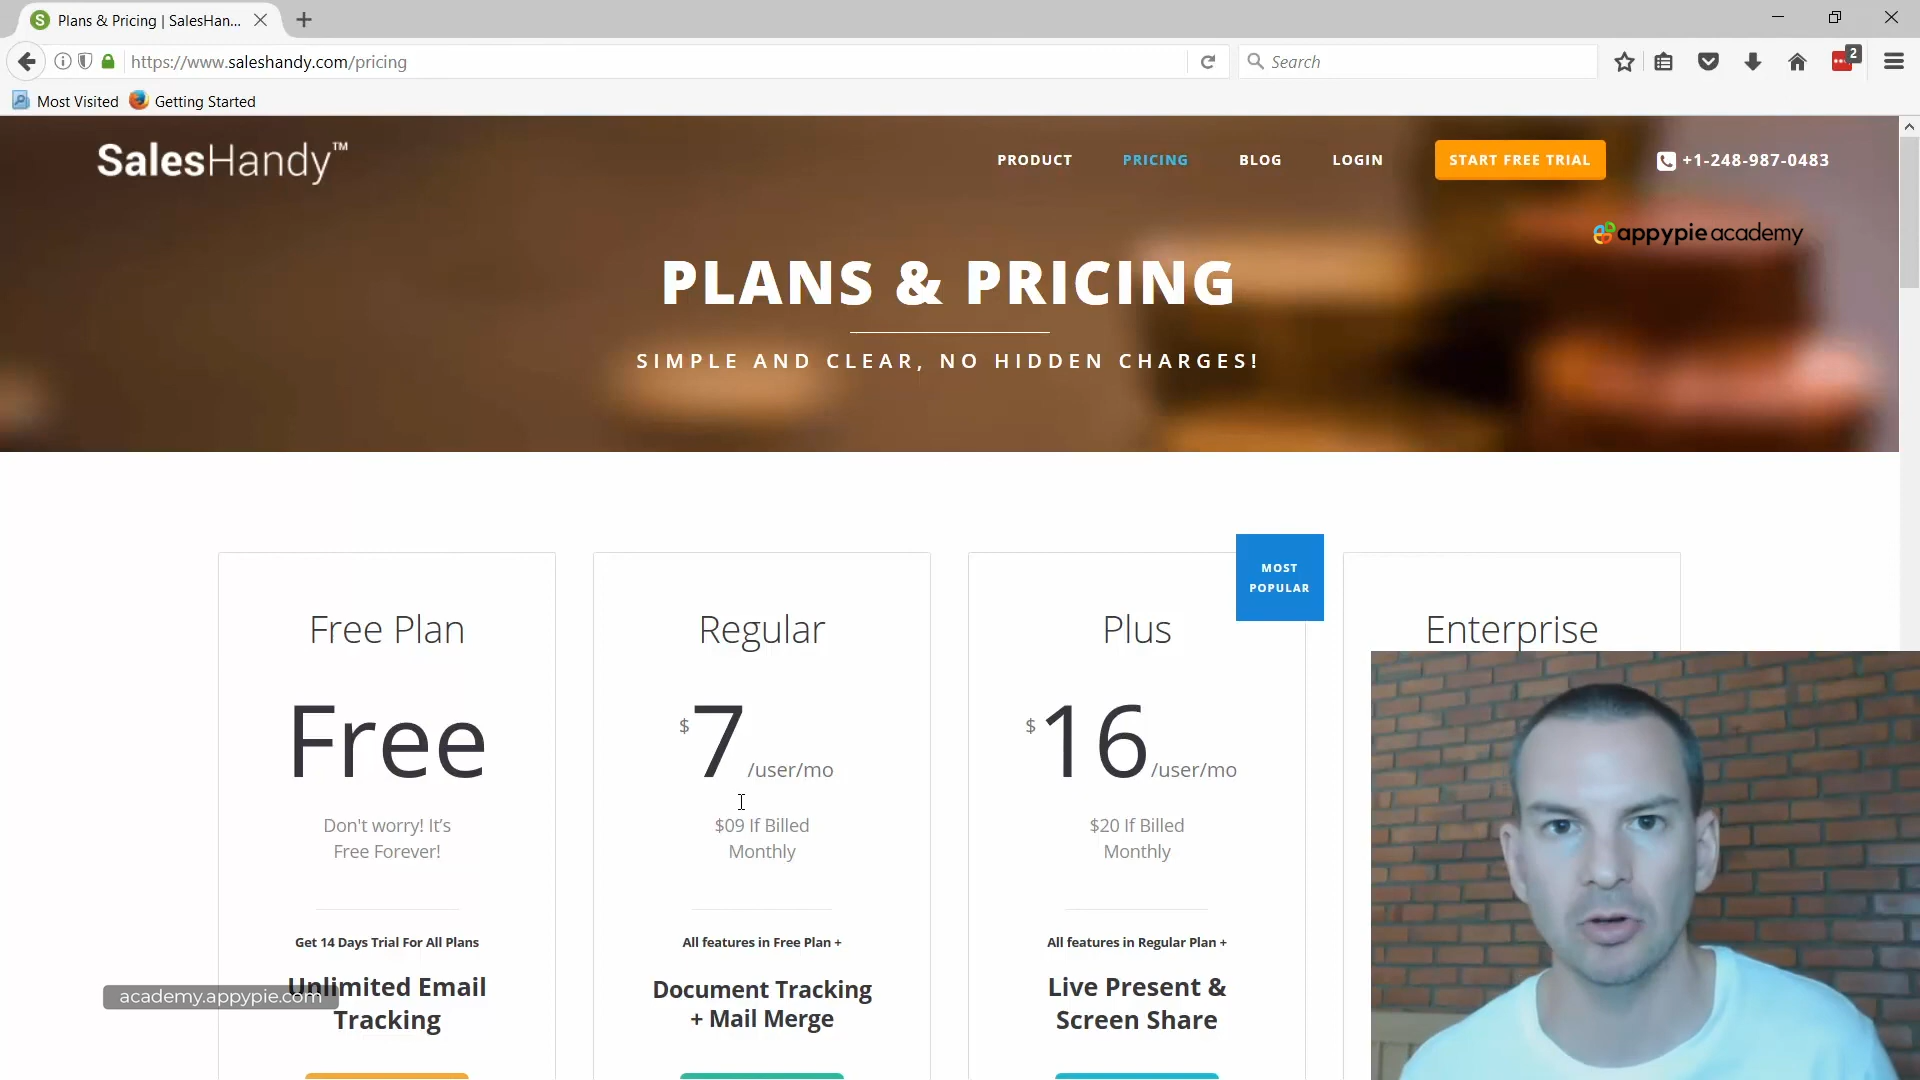 Plans & Pricing | SalesHan...
https://www.saleshandy.com/pricing
Search
2
Most Visited
Getting Started
SalesHandy™
PRODUCT
PRICING
BLOG
LOGIN
START FREE TRIAL
+1-248-987-0483
appypie academy
PLANS & PRICING
SIMPLE AND CLEAR, NO HIDDEN CHARGES!
MOST
POPULAR
Free Plan
Free
Don't worry! It's
Free Forever!
Get 14 Days Trial For All Plans
Unlimited Email
Tracking
Regular
$7/user/mo
$09 If Billed
Monthly
All features in Free Plan +
Document Tracking
+ Mail Merge
Plus
$16/user/mo
$20 If Billed
Monthly
All features in Regular Plan +
Live Present &
Screen Share
Enterprise
academy.appypie.com